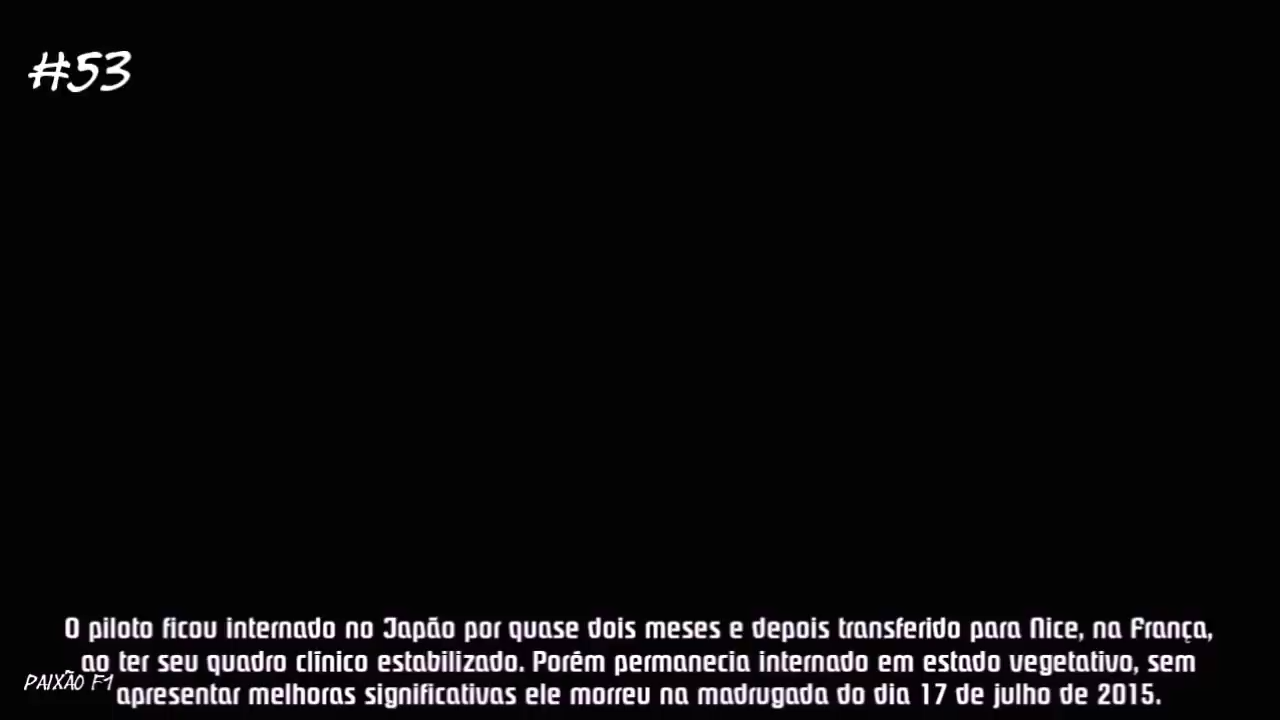 #53
O piloto ficou internado no Japão por quase dois meses e depois transferido para Nice, na França,
ao ter seu quadro clínico estabilizado. Porém permanecia internado em estado vegetativo, sem
apresentar melhoras significativas ele morreu na madrugada do dia 17 de julho de 2015.
PAIXÃO F1